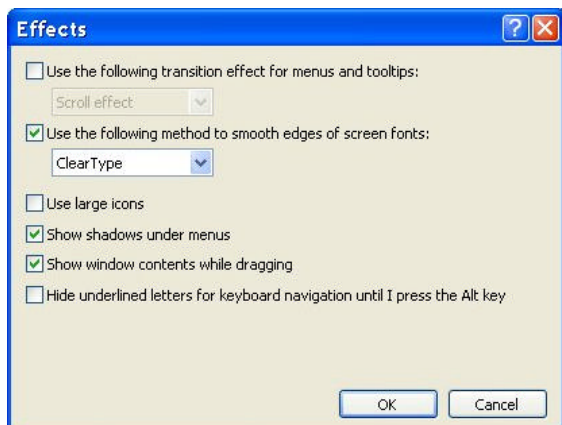 Effects
Use the following transition effect for menus and tooltips:
Scroll effect
Use the following method to smooth edges of screen fonts:
ClearType
Use large icons
Show shadows under menus
Show window contents while dragging
Hide underlined letters for keyboard navigation until I press the Alt key
OK Cancel